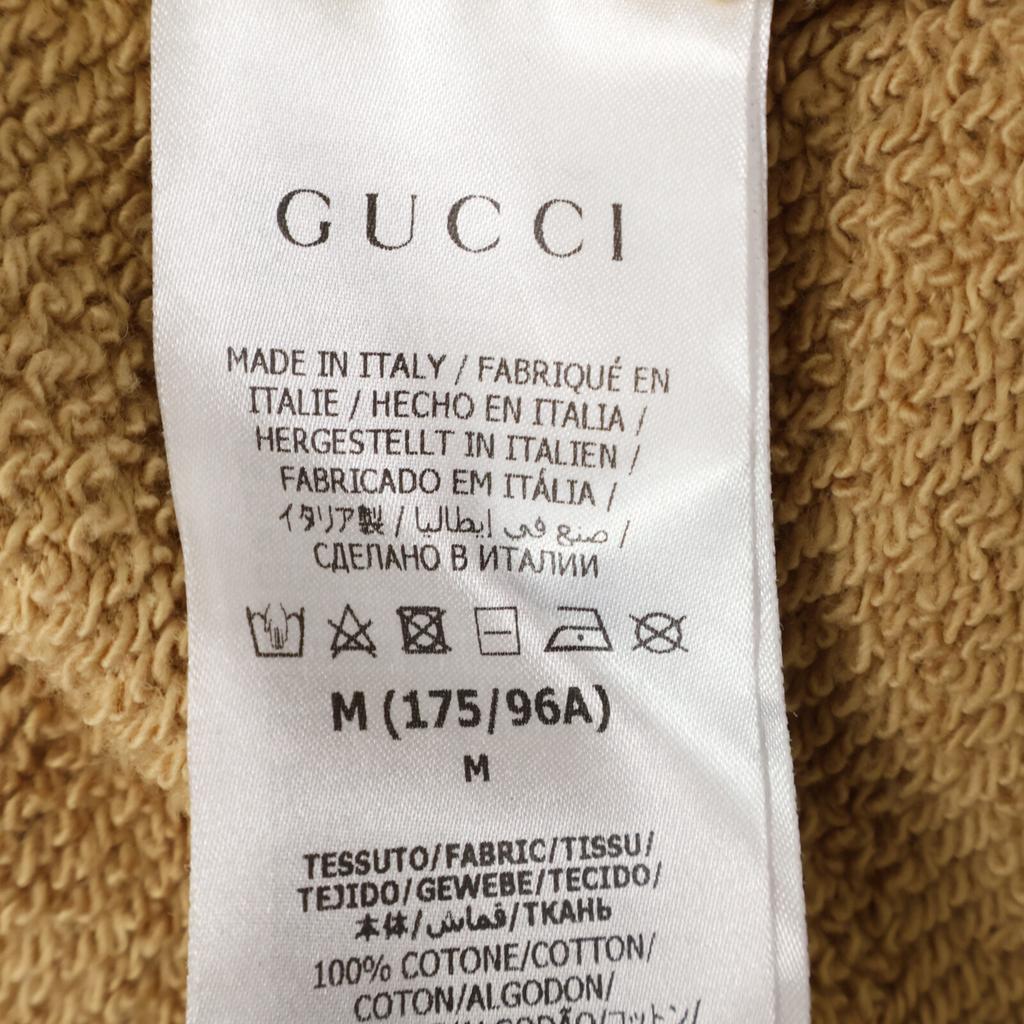 GUCCI
MADE IN ITALY / FABRIQUÉ EN
ITALIE / HECHO EN ITALIA /
HERGESTELLT IN ITALIEN /
FABRICADO EM ITÁLIA /
イタリア製 / صنع في إيطاليا /
СДЕЛАНО В ИТАЛИИ
M (175/96A)
M
TESSUTO/FABRIC/TISSU/
TEJIDO/GEWEBE/TECIDO/
本体/قماش/ТКАНЬ
100% COTONE/COTTON/
COTON/ALGODON/